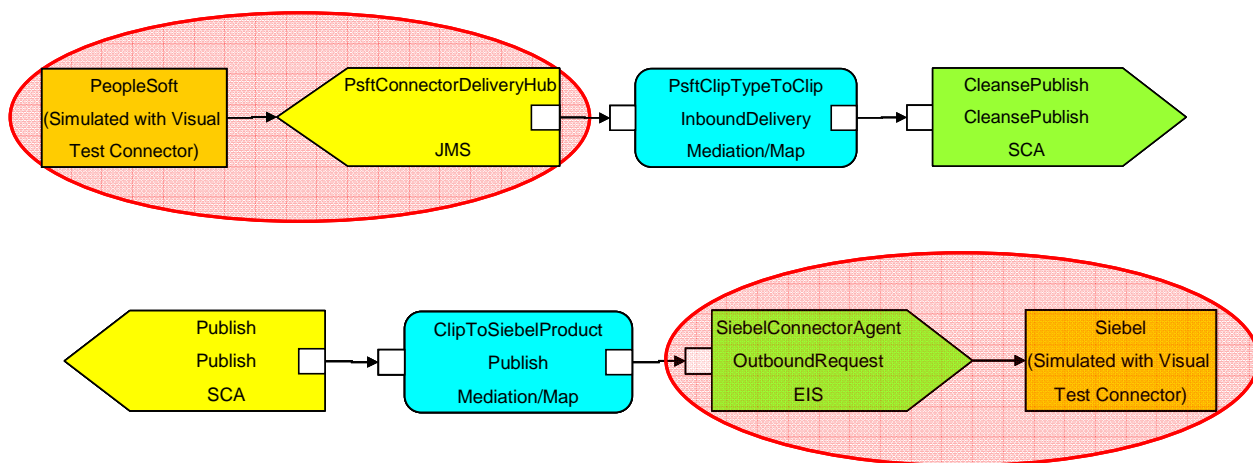 PeopleSoft
(Simulated with Visual
Test Connector)
PsftConnectorDeliveryHub
JMS
PsftClipTypeToClip
InboundDelivery
Mediation/Map
CleansePublish
CleansePublish
SCA
Publish
Publish
SCA
ClipToSiebelProduct
Publish
Mediation/Map
SiebelConnectorAgent
OutboundRequest
EIS
Siebel
(Simulated with Visual
Test Connector)